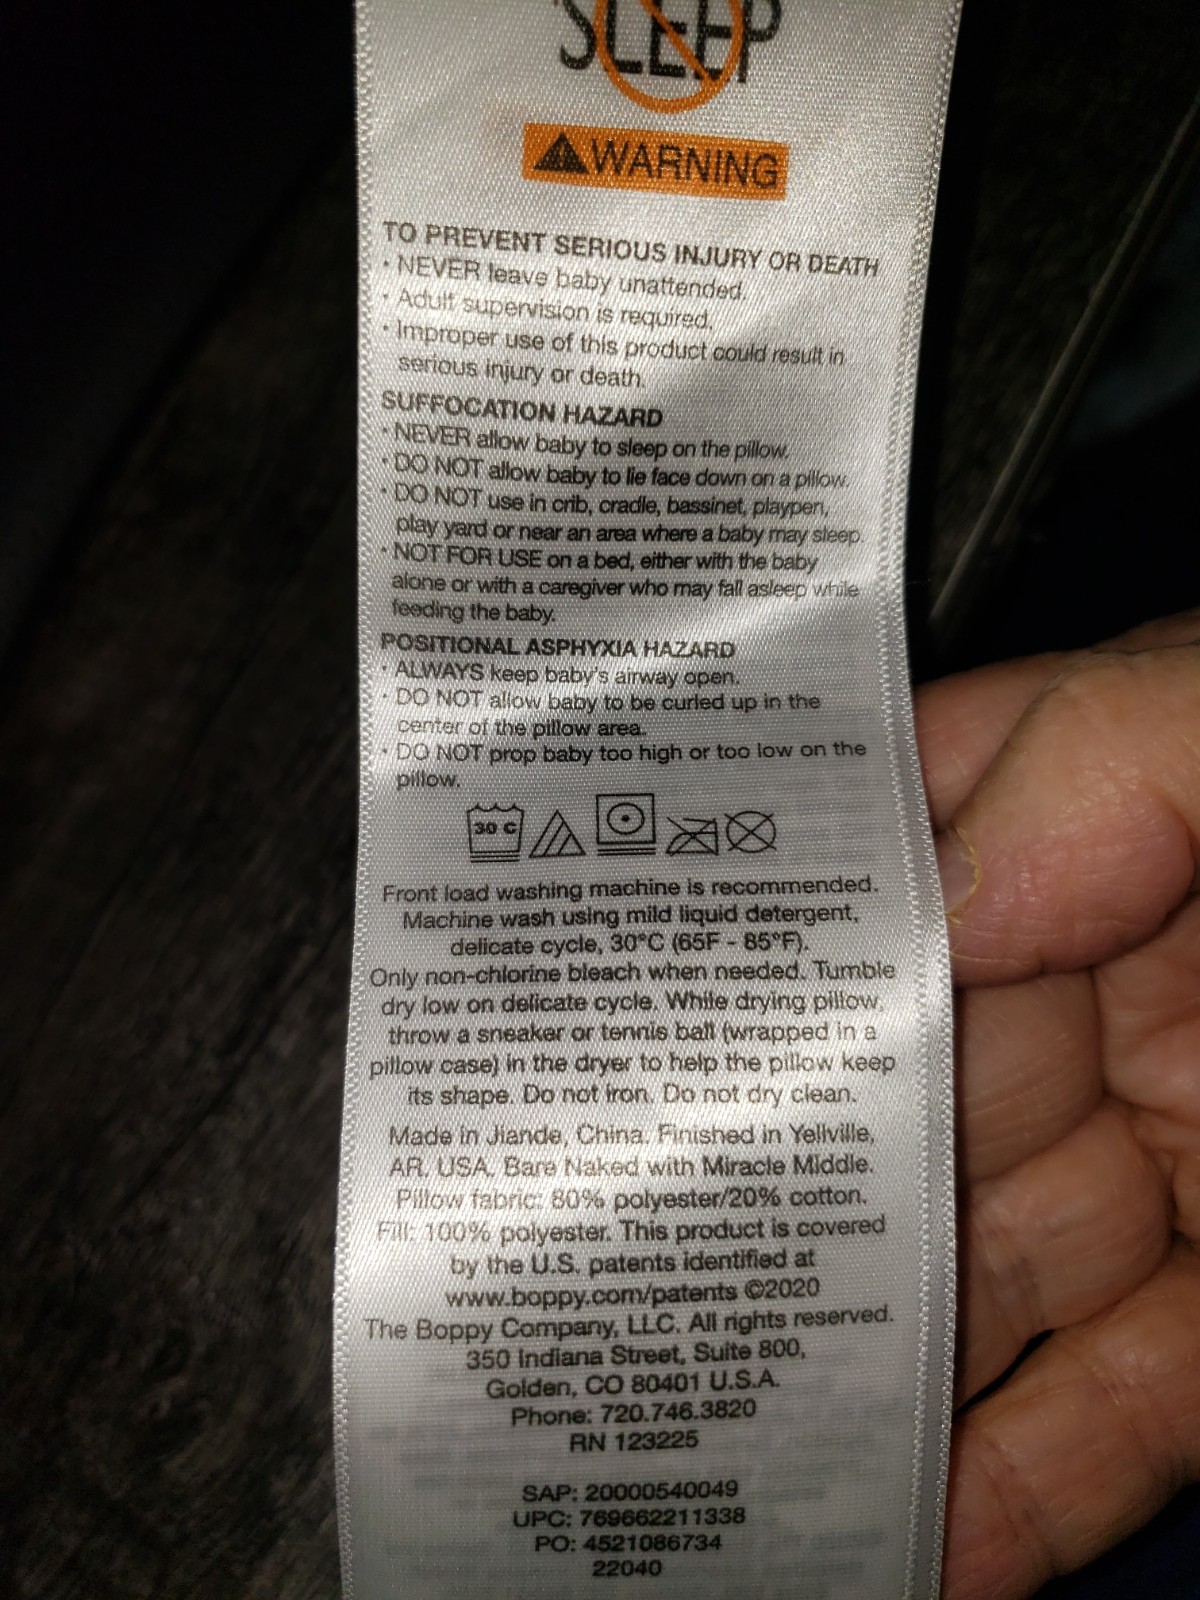 SLEEP
WARNING
TO PREVENT SERIOUS INJURY OR DEATH
· NEVER leave baby unattended.
· Adult supervision is required.
· Improper use of this product could result in
serious injury or death.
SUFFOCATION HAZARD
· NEVER allow baby to sleep on the pillow.
· DO NOT allow baby to lie face down on a pillow.
· DO NOT use in crib, cradle, bassinet, playpen,
play yard or near an area where a baby may sleep.
· NOT FOR USE on a bed, either with the baby
alone or with a caregiver who may fall asleep while
feeding the baby.
POSITIONAL ASPHYXIA HAZARD
· ALWAYS keep baby's airway open.
· DO NOT allow baby to be curled up in the
center of the pillow area.
· DO NOT prop baby too high or too low on the
pillow.
30 C
Front load washing machine is recommended.
Machine wash using mild liquid detergent,
delicate cycle, 30°C (65F - 85°F).
Only non-chlorine bleach when needed. Tumble
dry low on delicate cycle. While drying pillow,
throw a sneaker or tennis ball (wrapped in a
pillow case) in the dryer to help the pillow keep
its shape. Do not iron. Do not dry clean.
Made in Jiande, China. Finished in Yellville,
AR. USA. Bare Naked with Miracle Middle.
Pillow fabric: 80% polyester/20% cotton.
Fill: 100% polyester. This product is covered
by the U.S. patents identified at
www.boppy.com/patents ©2020
The Boppy Company, LLC. All rights reserved.
350 Indiana Street, Suite 800,
Golden, CO 80401 U.S.A.
Phone: 720.746.3820
RN 123225
SAP: 20000540049
UPC: 769662211338
PO: 4521086734
22040